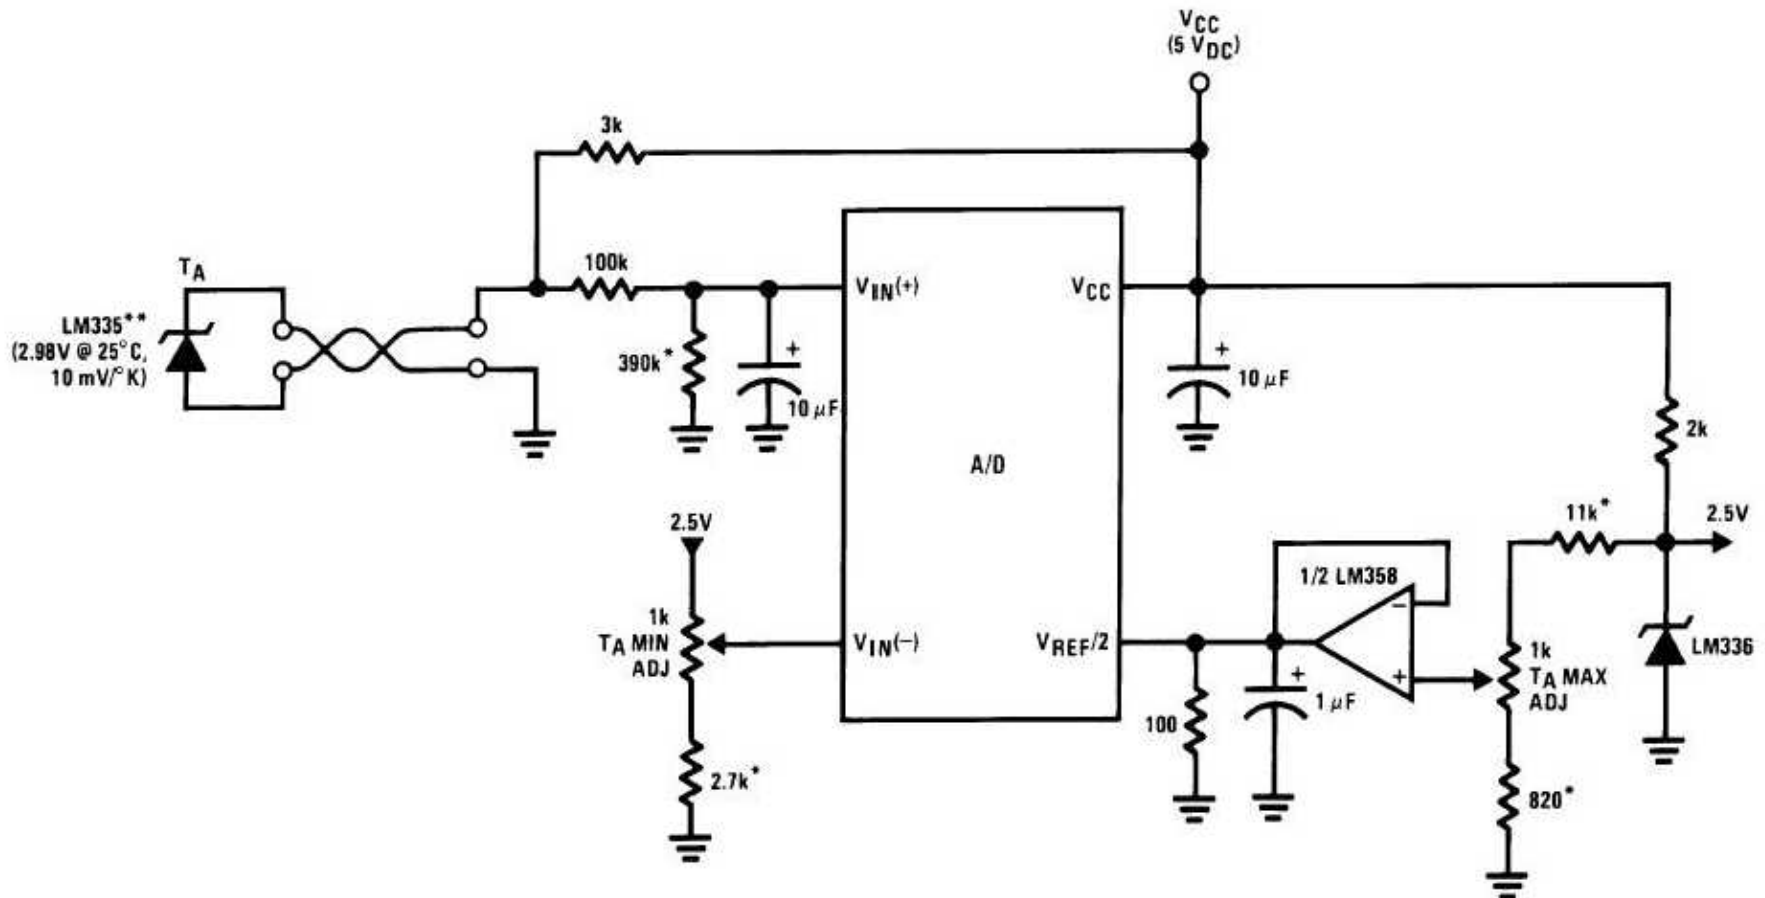 VCC
(5 VDC)
3k
TA
100k
LM335**
(2.98V @ 25°C,
10 mV/°K)
390k*
+
10 µF
VIN(+)
VCC
+
10 µF
2k
A/D
11k*
2.5V
2.5V
1/2 LM358
1k
TA MIN
ADJ
VIN(−)
VREF/2
−
+
1k
TA MAX
ADJ
LM336
100
+
1 µF
2.7k*
820*